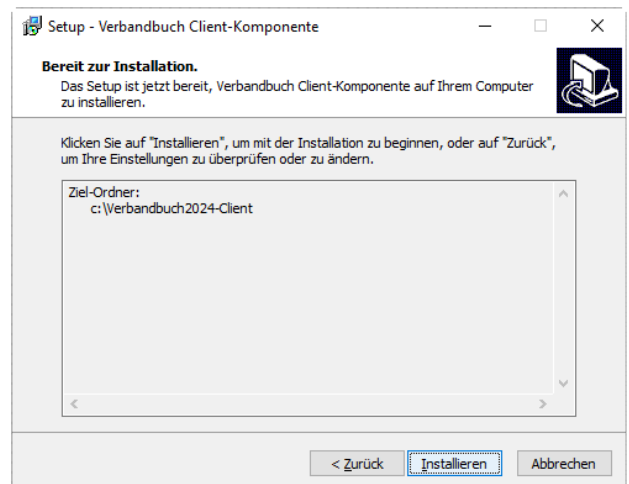 Setup - Verbandbuch Client-Komponente
Bereit zur Installation.
Das Setup ist jetzt bereit, Verbandbuch Client-Komponente auf Ihrem Computer
zu installieren.
Klicken Sie auf "Installieren", um mit der Installation zu beginnen, oder auf "Zurück",
um Ihre Einstellungen zu überprüfen oder zu ändern.
Ziel-Ordner:
c:\Verbandbuch2024-Client
< Zurück
Installieren
Abbrechen